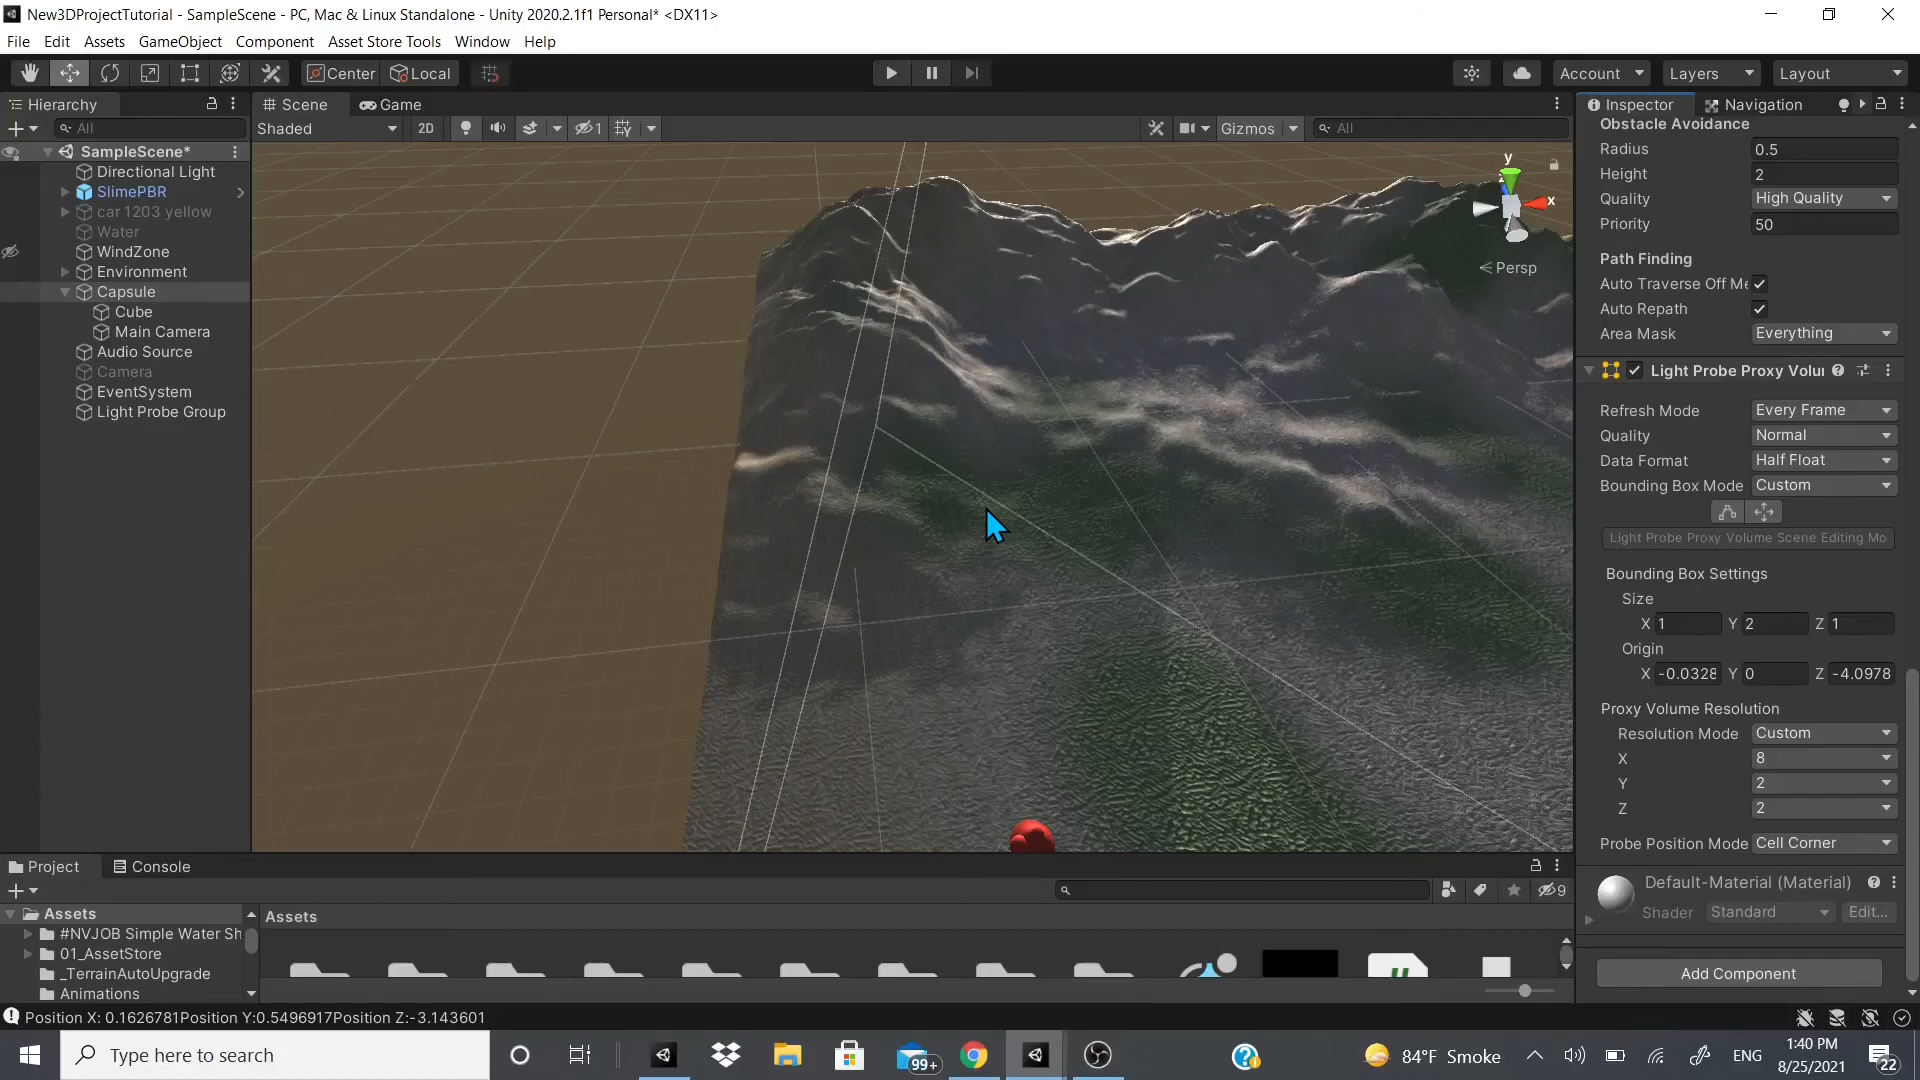 New3DProjectTutorial - SampleScene - PC, Mac & Linux Standalone - Unity 2020.2.1f1 Personal* <DX11>
File Edit Assets GameObject Component Asset Store Tools Window Help
Center Local Account Layers Layout
Hierarchy
All
SampleScene*
Directional Light
SlimePBR
car 1203 yellow
Water
WindZone
Environment
Capsule
Cube
Main Camera
Audio Source
Camera
EventSystem
Light Probe Group
Scene Game
Shaded 2D 1 Gizmos All
y
x
Persp
Inspector Navigation
Obstacle Avoidance
Radius 0.5
Height 2
Quality High Quality
Priority 50
Path Finding
Auto Traverse Off Me
Auto Repath
Area Mask Everything
Light Probe Proxy Volu
Refresh Mode Every Frame
Quality Normal
Data Format Half Float
Bounding Box Mode Custom
Light Probe Proxy Volume Scene Editing Mo
Bounding Box Settings
Size
X 1 Y 2 Z 1
Origin
X -0.0328 Y 0 Z -4.0978
Proxy Volume Resolution
Resolution Mode Custom
X 8
Y 2
Z 2
Probe Position Mode Cell Corner
Default-Material (Material)
Shader Standard Edit...
Add Component
Project Console
9
Assets
#NVJOB Simple Water Sh
01_AssetStore
_TerrainAutoUpgrade
Animations
Assets
Position X: 0.1626781Position Y:0.5496917Position Z:-3.143601
Type here to search
99+
84°F Smoke
ENG
1:40 PM
8/25/2021
22